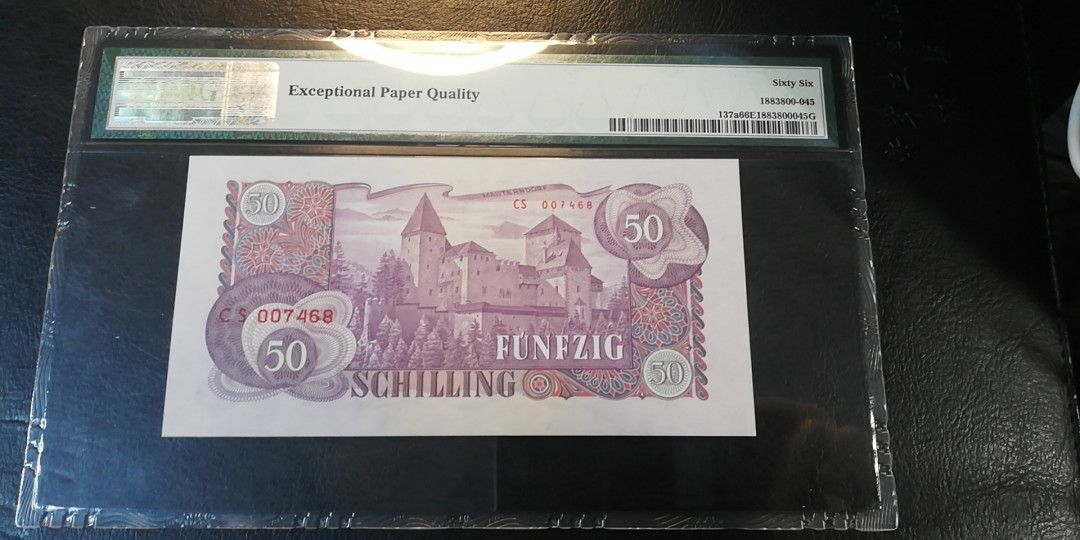 PMG
Exceptional Paper Quality
Sixty Six
1883800-045
137a66E1883800045G
50
MAUTERNDORF
CS 007468
50
CS 007468
50
FÜNFZIG
SCHILLING
50